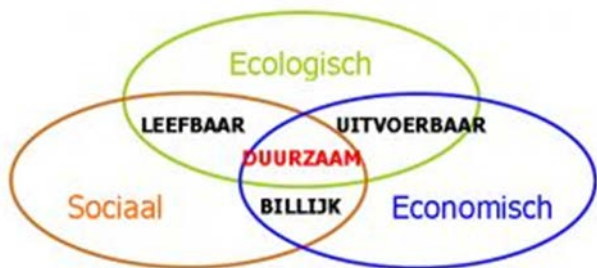 Ecologisch
LEEFBAAR UITVOERBAAR
DUURZAAM
Sociaal BILLIJK Economisch